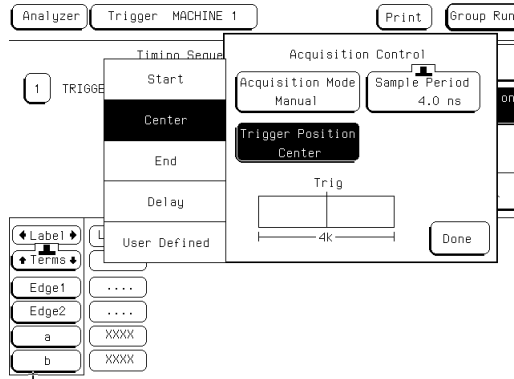 Analyzer Trigger MACHINE 1 Print Group Run
Timing Seque
Acquisition Control
1 TRIGGE
Start
Center
End
Delay
User Defined
Acquisition Mode
Manual
Sample Period
4.0 ns
on
Trigger Position
Center
Trig
4k
Done
Label L
Terms
Edge1 ....
Edge2 ....
a XXXX
b XXXX